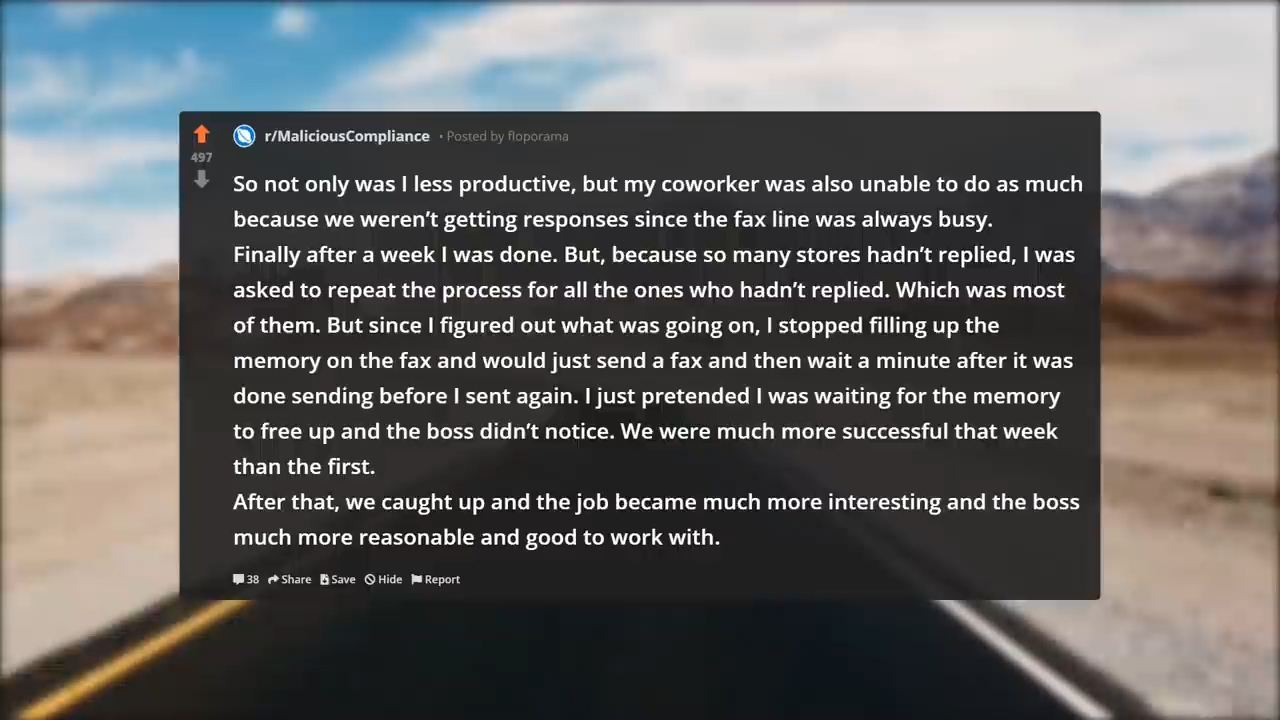 r/MaliciousCompliance • Posted by floporama
497
So not only was I less productive, but my coworker was also unable to do as much
because we weren’t getting responses since the fax line was always busy.
Finally after a week I was done. But, because so many stores hadn’t replied, I was
asked to repeat the process for all the ones who hadn’t replied. Which was most
of them. But since I figured out what was going on, I stopped filling up the
memory on the fax and would just send a fax and then wait a minute after it was
done sending before I sent again. I just pretended I was waiting for the memory
to free up and the boss didn’t notice. We were much more successful that week
than the first.
After that, we caught up and the job became much more interesting and the boss
much more reasonable and good to work with.
38 Share Save Hide Report